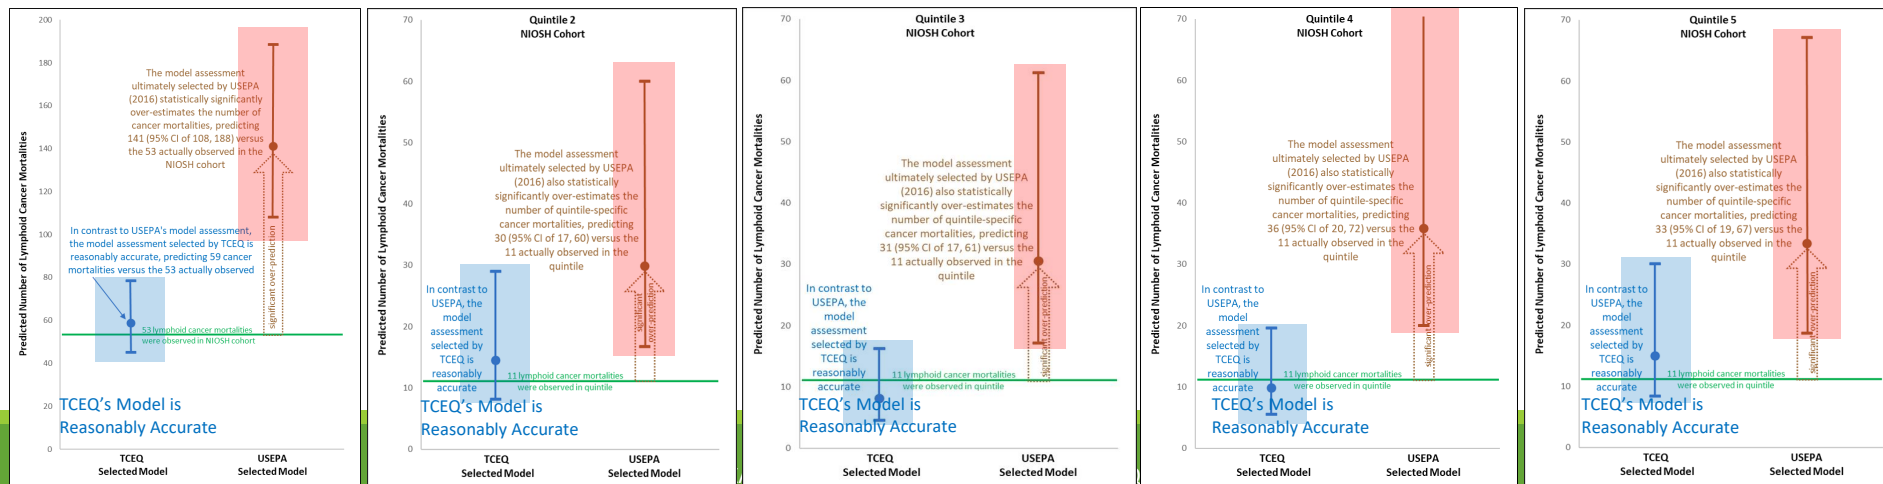 200
180
160
140
120
100
80
60
40
20
0
Predicted Number of Lymphoid Cancer Mortalities
The model assessment
ultimately selected by USEPA
(2016) statistically significantly
over-estimates the number of
cancer mortalities, predicting
141 (95% CI of 108, 188) versus
the 53 actually observed in the
NIOSH cohort
In contrast to USEPA's model assessment,
the model assessment selected by TCEQ is
reasonably accurate, predicting 59 cancer
mortalities versus the 53 actually observed
significant over-prediction
53 lymphoid cancer mortalities
were observed in NIOSH cohort
TCEQ's Model is
Reasonably Accurate
TCEQ
Selected Model
USEPA
Selected Model
Quintile 2
NIOSH Cohort
70
60
50
40
30
20
10
0
Predicted Number of Lymphoid Cancer Mortalities
The model assessment
ultimately selected by USEPA
(2016) also statistically
significantly over-estimates the
number of quintile-specific
cancer mortalities, predicting
30 (95% CI of 17, 60) versus the
11 actually observed in the
quintile
In contrast to
USEPA, the
model
assessment
selected by
TCEQ is
reasonably
accurate
significant
over-prediction
11 lymphoid cancer mortalities
were observed in quintile
TCEQ's Model is
Reasonably Accurate
TCEQ
Selected Model
USEPA
Selected Model
Quintile 3
NIOSH Cohort
70
60
50
40
30
20
10
0
Predicted Number of Lymphoid Cancer Mortalities
The model assessment
ultimately selected by USEPA
(2016) also statistically
significantly over-estimates the
number of quintile-specific
cancer mortalities, predicting
31 (95% CI of 17, 61) versus the
11 actually observed in the
quintile
In contrast to
USEPA, the
model
assessment
selected by
TCEQ is
reasonably
accurate
significant over-prediction
11 lymphoid cancer mortalities
were observed in quintile
TCEQ's Model is
Reasonably Accurate
TCEQ
Selected Model
USEPA
Selected Model
Quintile 4
NIOSH Cohort
70
60
50
40
30
20
10
0
Predicted Number of Lymphoid Cancer Mortalities
The model assessment
ultimately selected by USEPA
(2016) also statistically
significantly over-estimates the
number of quintile-specific
cancer mortalities, predicting
36 (95% CI of 20, 72) versus the
11 actually observed in the
quintile
In contrast to
USEPA, the
model
assessment
selected by
TCEQ is
reasonably
accurate
significant over-prediction
11 lymphoid cancer mortalities
were observed in quintile
TCEQ's Model is
Reasonably Accurate
TCEQ
Selected Model
USEPA
Selected Model
Quintile 5
NIOSH Cohort
70
60
50
40
30
20
10
0
Predicted Number of Lymphoid Cancer Mortalities
The model assessment
ultimately selected by USEPA
(2016) also statistically
significantly over-estimates the
number of quintile-specific
cancer mortalities, predicting
33 (95% CI of 19, 67) versus the
11 actually observed in the
quintile
In contrast to
USEPA, the
model
assessment
selected by
TCEQ is
reasonably
accurate
significant over-prediction
11 lymphoid cancer mortalities
were observed in quintile
TCEQ's Model is
Reasonably Accurate
TCEQ
Selected Model
USEPA
Selected Model